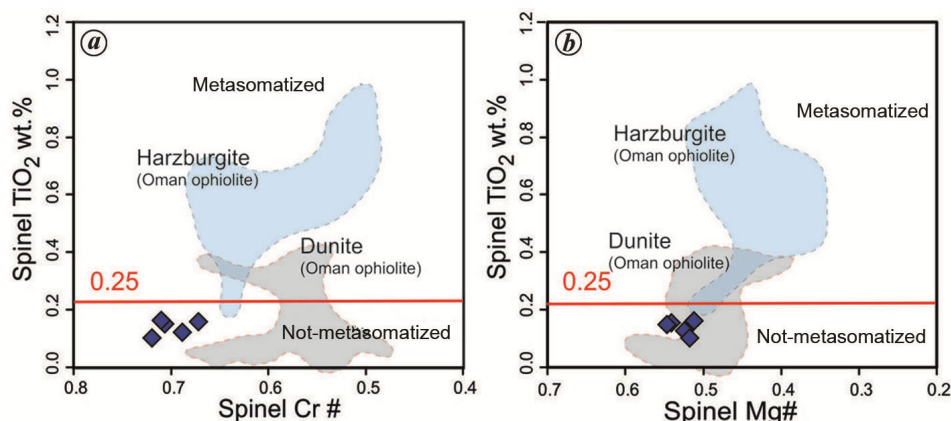 a
Metasomatized
Harzburgite
(Oman ophiolite)
Dunite
(Oman ophiolite)
0.25
Not-metasomatized
Spinel TiO2 wt.%
1.2
1.0
0.8
0.6
0.4
0.2
0.0
0.8 0.7 0.6 0.5 0.4
Spinel Cr #
b
Metasomatized
Harzburgite
(Oman ophiolite)
Dunite
(Oman ophiolite)
0.25
Not-metasomatized
Spinel TiO2 wt.%
1.2
1.0
0.8
0.6
0.4
0.2
0.0
0.7 0.6 0.5 0.4 0.3 0.2
Spinel Mg#